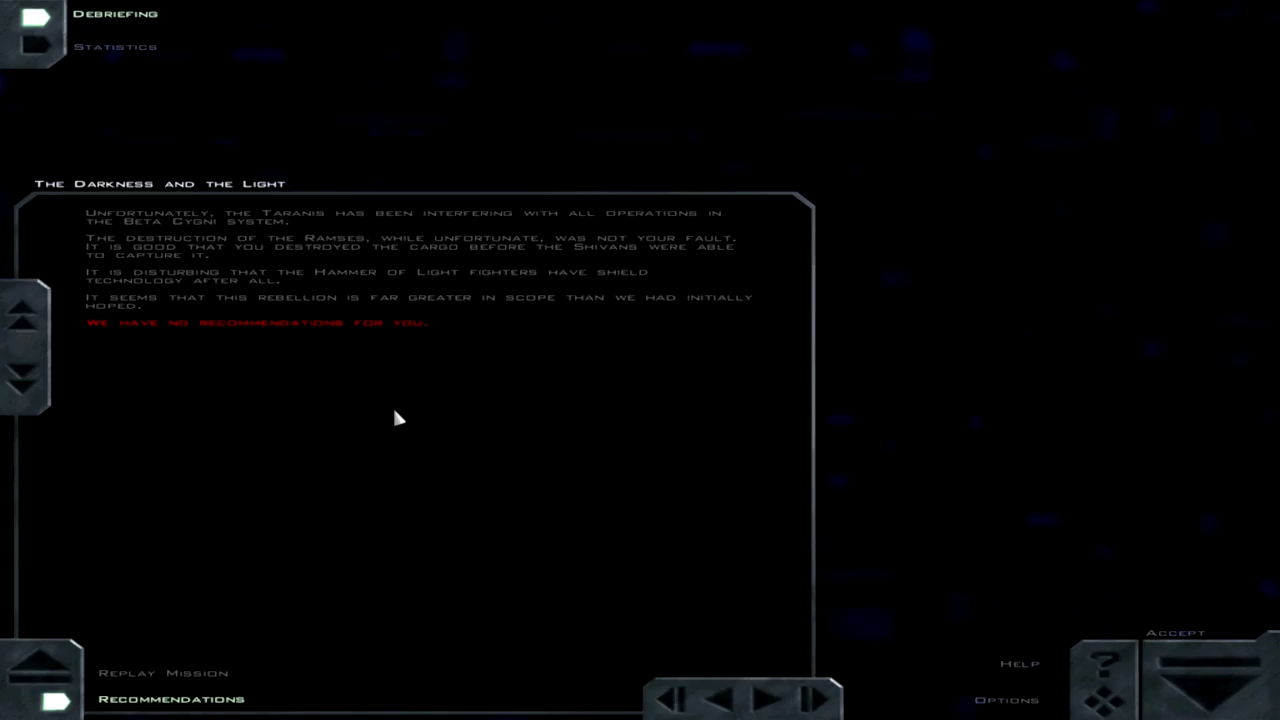 Debriefing
Statistics
The Darkness and the Light
Unfortunately, the Taranis has been interfering with all operations in
the Beta Cygni system.
The destruction of the Ramses, while unfortunate, was not your fault.
It is good that you destroyed the cargo before the Shivans were able
to capture it.
It is disturbing that the Hammer of Light fighters have shield
technology after all.
It seems that this rebellion is far greater in scope than we had initially
hoped.
We have no recommendations for you.
Accept
Replay Mission
Help
Recommendations
Options
?